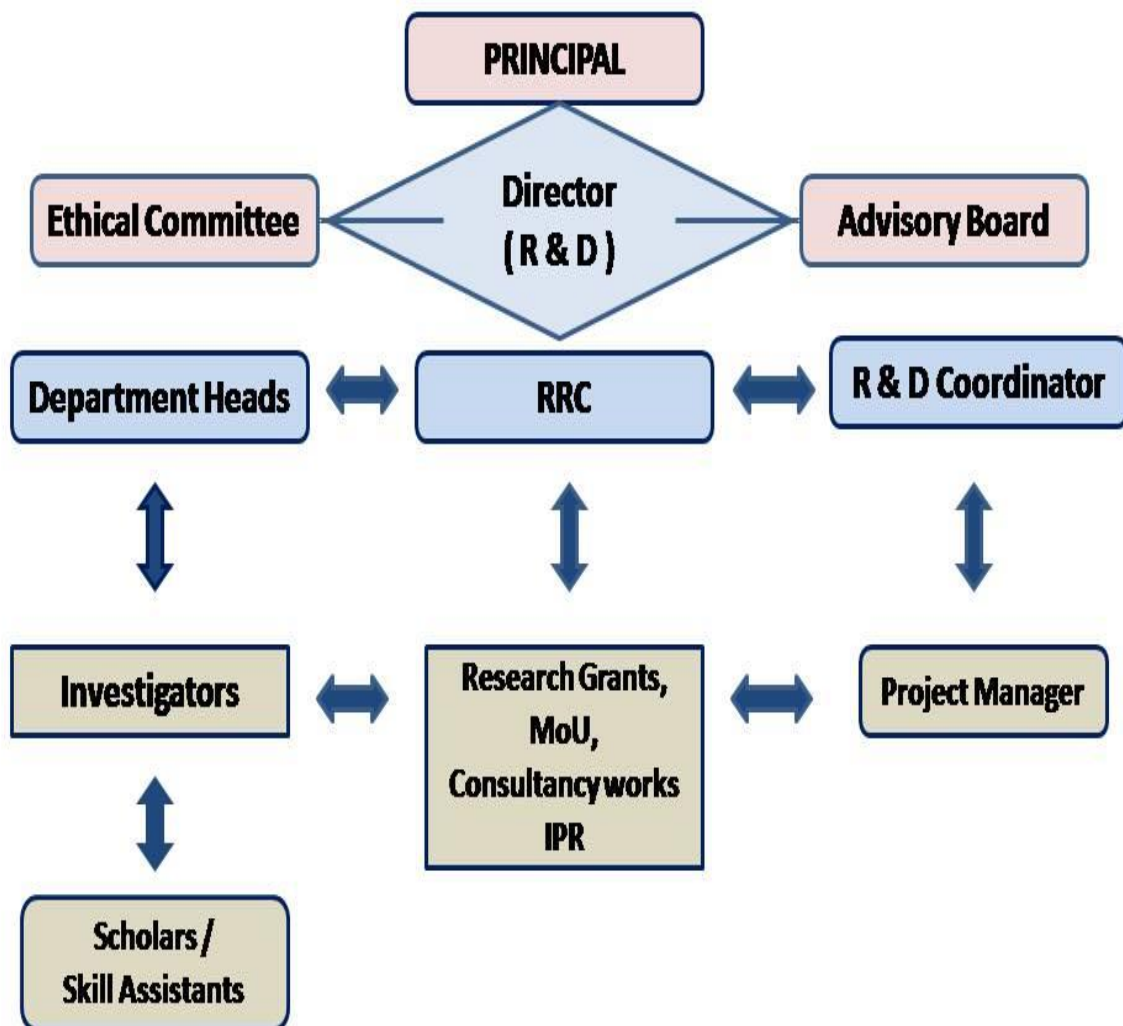 PRINCIPAL
Director
( R & D )
Ethical Committee
Advisory Board
Department Heads
RRC
R & D Coordinator
Investigators
Research Grants,
MoU,
Consultancy works
IPR
Project Manager
Scholars /
Skill Assistants